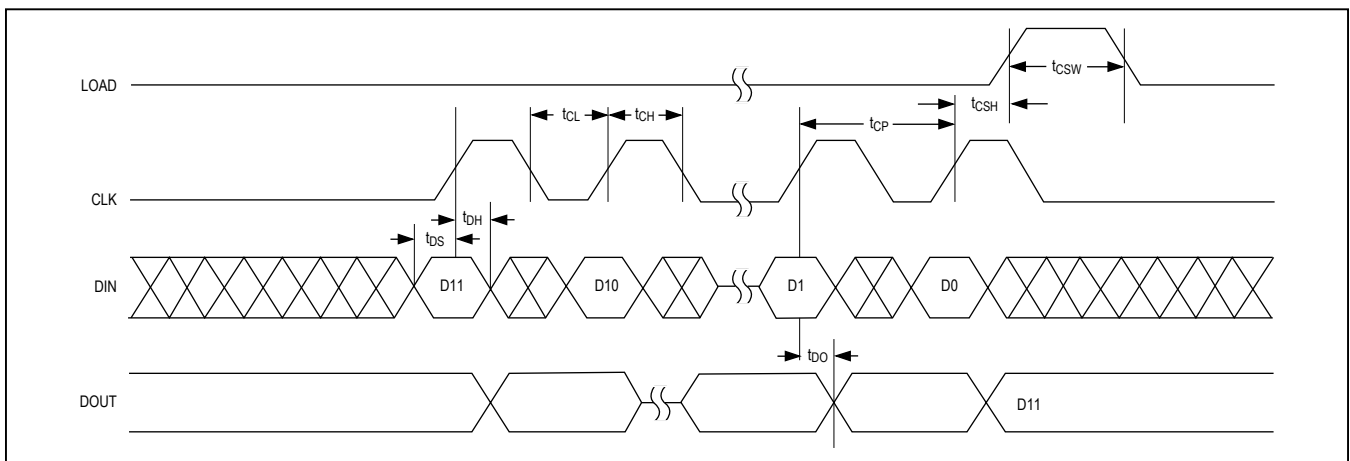 LOAD
tCSW
tCSH
tCL
tCH
tCP
CLK
tDH
tDS
DIN
D11
D10
D1
D0
tDO
DOUT
D11